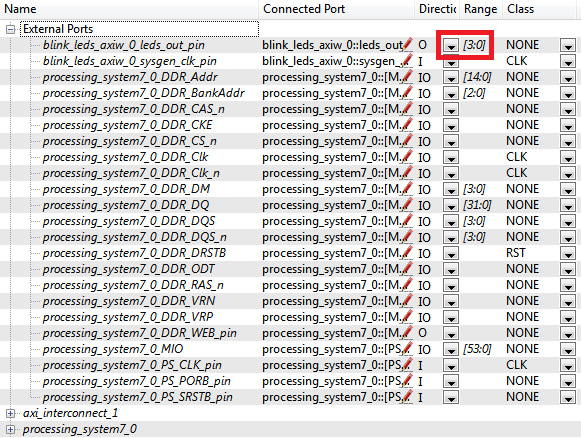 Name Connected Port Directic Range Class
External Ports
blink_leds_axiw_0_leds_out_pin blink_leds_axiw_0::leds_out O [3:0] NONE
blink_leds_axiw_0_sysgen_clk_pin blink_leds_axiw_0::sysgen_ I CLK
processing_system7_0_DDR_Addr processing_system7_0::[M. IO [14:0] NONE
processing_system7_0_DDR_BankAddr processing_system7_0::[M. IO [2:0] NONE
processing_system7_0_DDR_CAS_n processing_system7_0::[M. IO NONE
processing_system7_0_DDR_CKE processing_system7_0::[M. IO NONE
processing_system7_0_DDR_CS_n processing_system7_0::[M. IO NONE
processing_system7_0_DDR_Clk processing_system7_0::[M. IO CLK
processing_system7_0_DDR_Clk_n processing_system7_0::[M. IO CLK
processing_system7_0_DDR_DM processing_system7_0::[M. IO [3:0] NONE
processing_system7_0_DDR_DQ processing_system7_0::[M. IO [31:0] NONE
processing_system7_0_DDR_DQS processing_system7_0::[M. IO [3:0] NONE
processing_system7_0_DDR_DQS_n processing_system7_0::[M. IO [3:0] NONE
processing_system7_0_DDR_DRSTB processing_system7_0::[M. IO RST
processing_system7_0_DDR_ODT processing_system7_0::[M. IO NONE
processing_system7_0_DDR_RAS_n processing_system7_0::[M. IO NONE
processing_system7_0_DDR_VRN processing_system7_0::[M. IO NONE
processing_system7_0_DDR_VRP processing_system7_0::[M. IO NONE
processing_system7_0_DDR_WEB_pin processing_system7_0::[M. O NONE
processing_system7_0_MIO processing_system7_0::[PS. IO [53:0] NONE
processing_system7_0_PS_CLK_pin processing_system7_0::[PS. I CLK
processing_system7_0_PS_PORB_pin processing_system7_0::[PS. I NONE
processing_system7_0_PS_SRSTB_pin processing_system7_0::[PS. I NONE
axi_interconnect_1
processing_system7_0